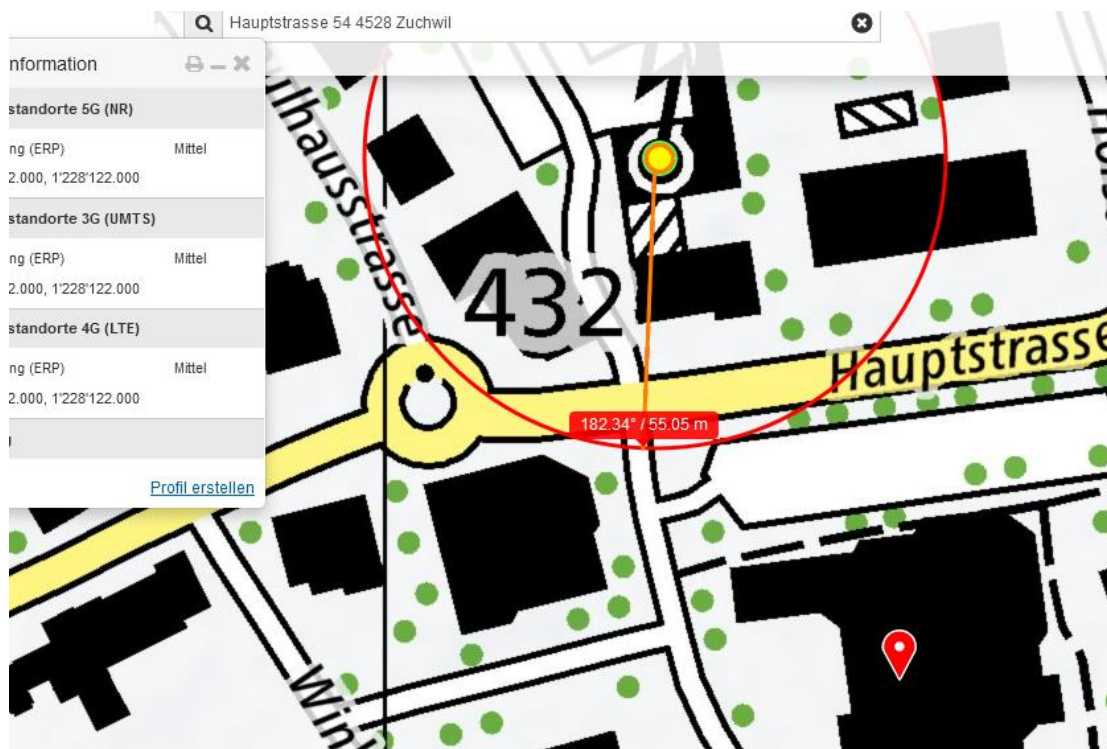 Hauptstrasse 54 4528 Zuchwil
nformation
standorte 5G (NR)
ng (ERP) Mittel
2.000, 1'228'122.000
standorte 3G (UMTS)
ng (ERP) Mittel
2.000, 1'228'122.000
standorte 4G (LTE)
ng (ERP) Mittel
2.000, 1'228'122.000
Profil erstellen
ilhausstrasse
432
Hauptstrasse
182.34° / 55.05 m